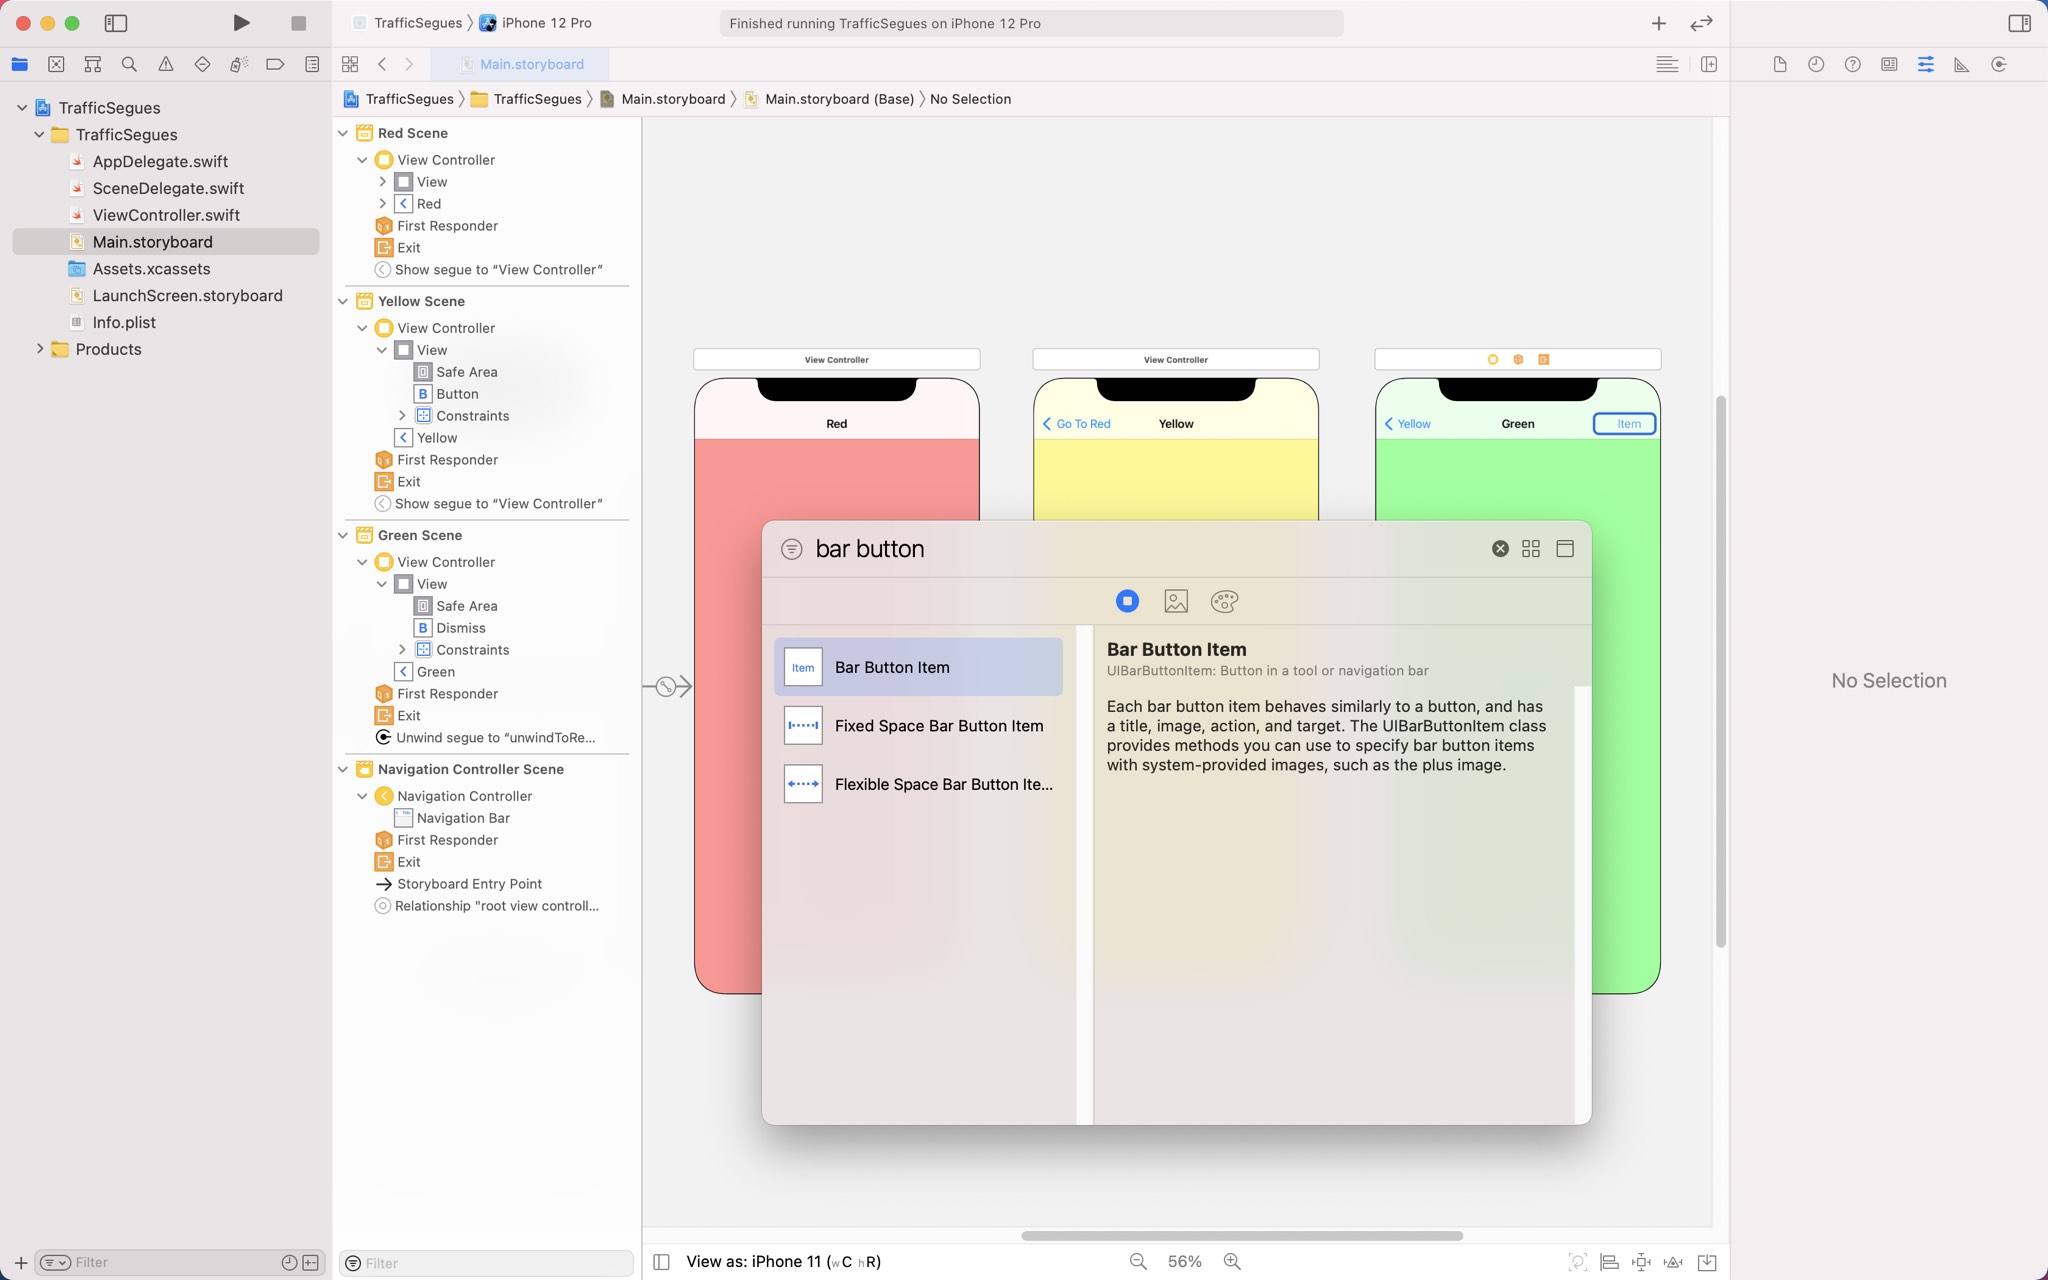 TrafficSegues
iPhone 12 Pro
Finished running TrafficSegues on iPhone 12 Pro
Main.storyboard
TrafficSegues
TrafficSegues
Main.storyboard
Main.storyboard (Base)
No Selection
TrafficSegues
TrafficSegues
AppDelegate.swift
SceneDelegate.swift
ViewController.swift
Main.storyboard
Assets.xcassets
LaunchScreen.storyboard
Info.plist
Products
Filter
Red Scene
View Controller
View
Red
First Responder
Exit
Show segue to “View Controller”
Yellow Scene
View Controller
View
Safe Area
B Button
Constraints
Yellow
First Responder
Exit
Show segue to “View Controller”
Green Scene
View Controller
View
Safe Area
B Dismiss
Constraints
Green
First Responder
Exit
Unwind segue to “unwindToRe...
Navigation Controller Scene
Navigation Controller
Navigation Bar
First Responder
Exit
Storyboard Entry Point
Relationship "root view controll...
Filter
View Controller
Red
View Controller
Go To Red
Yellow
Yellow
Green
Item
bar button
Item
Bar Button Item
Fixed Space Bar Button Item
Flexible Space Bar Button Ite...
Bar Button Item
UIBarButtonItem: Button in a tool or navigation bar
Each bar button item behaves similarly to a button, and has
a title, image, action, and target. The UIBarButtonItem class
provides methods you can use to specify bar button items
with system-provided images, such as the plus image.
View as: iPhone 11 (wC hR)
56%
No Selection